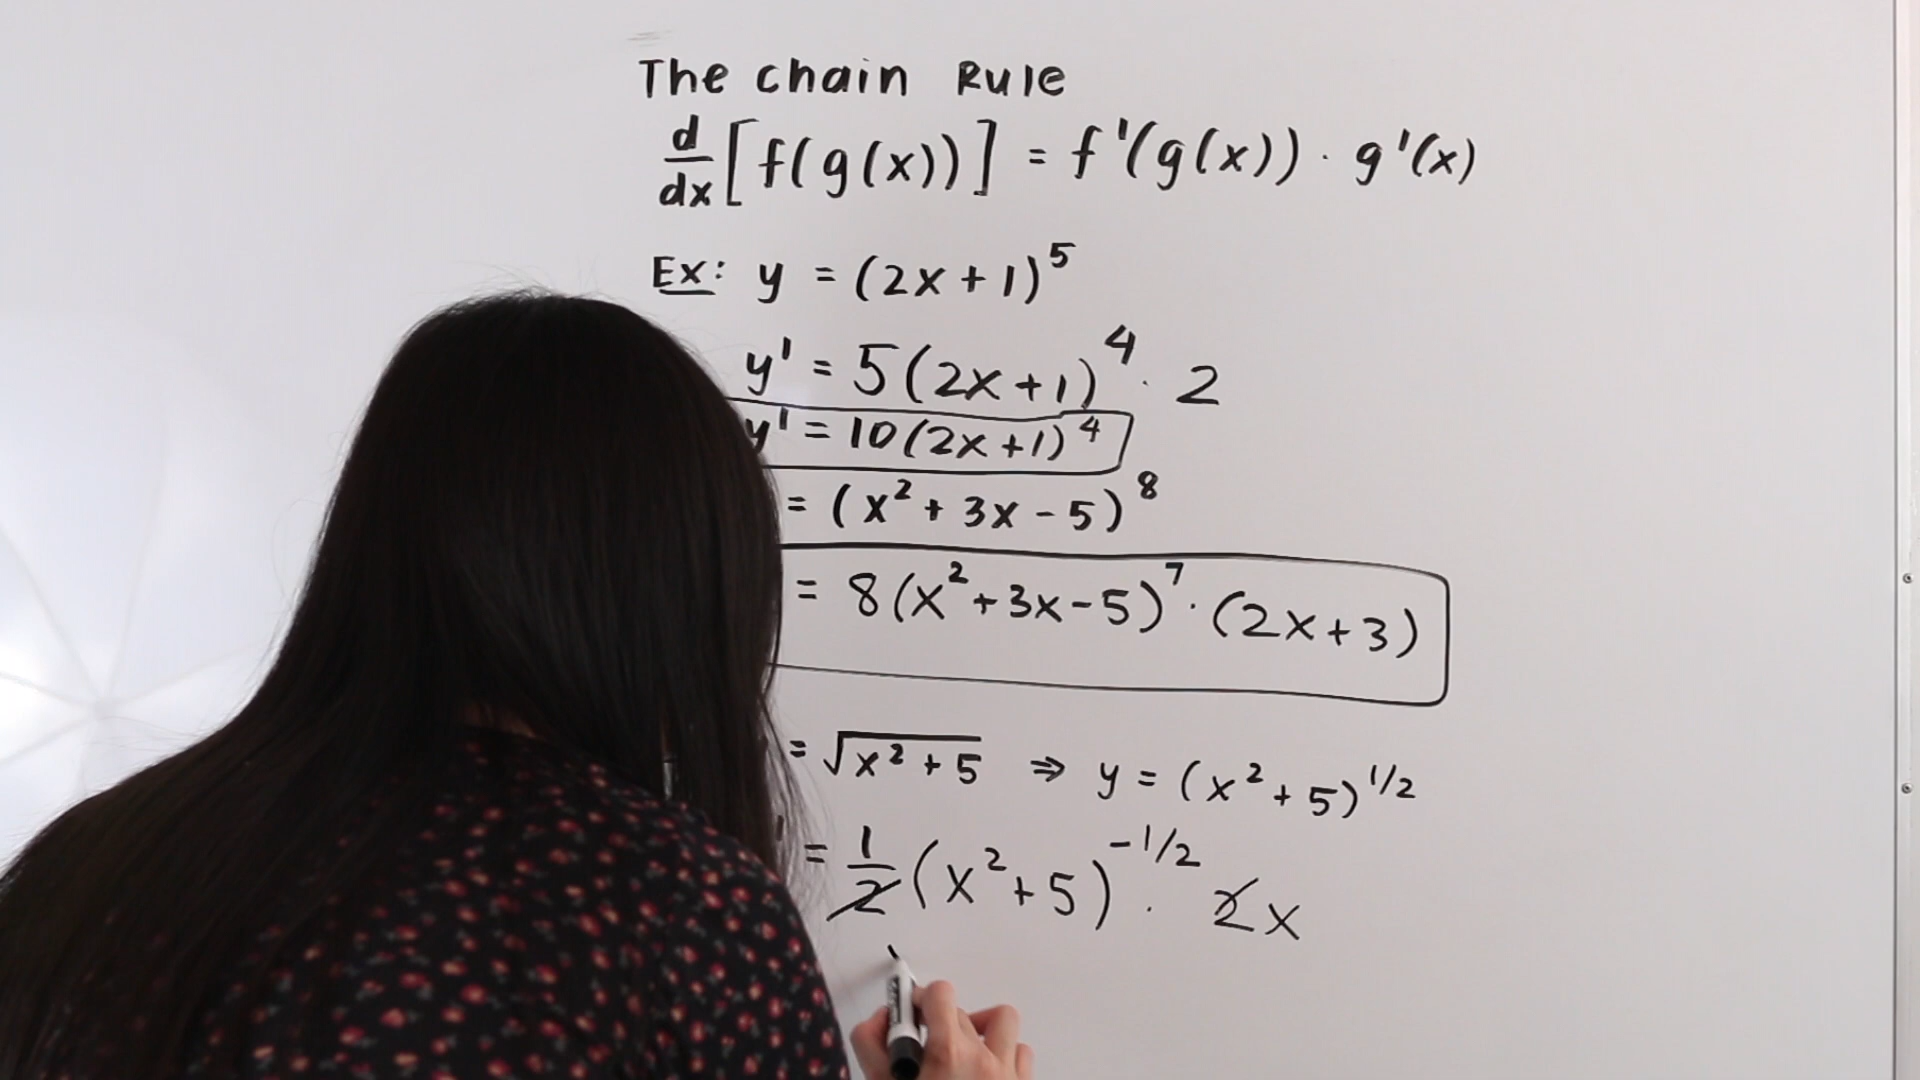 The chain Rule
d/dx [f(g(x))] = f'(g(x)) · g'(x)
Ex: y = (2x+1)^5
y' = 5(2x+1)^4 · 2
y' = 10(2x+1)^4
= (x^2 + 3x - 5)^8
= 8(x^2+3x-5)^7 · (2x+3)
= √(x^2 + 5) ⇒ y = (x^2 + 5)^1/2
= 1/2 (x^2+5)^-1/2 · 2x